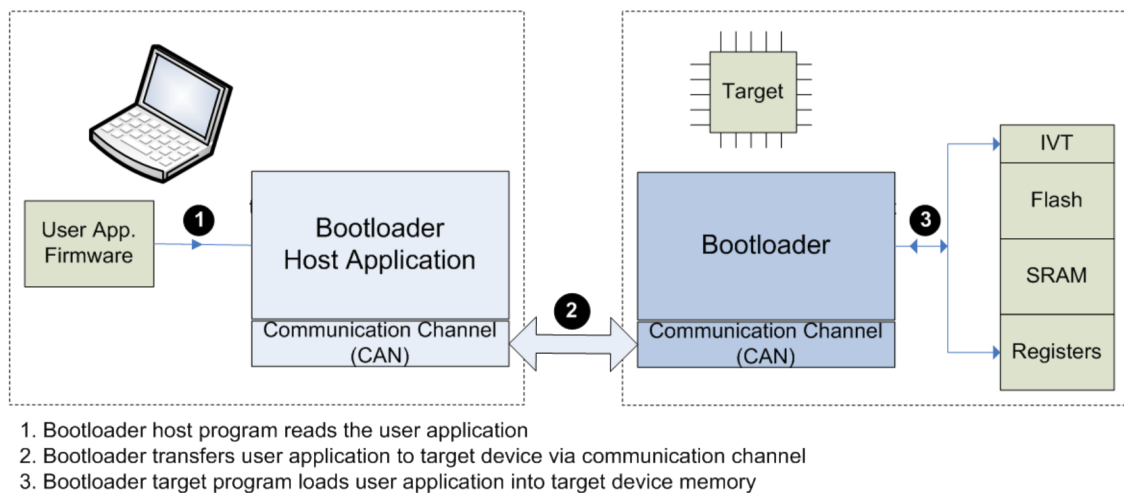 Target
IVT
Flash
SRAM
Registers
User App.
Firmware
1
Bootloader
Host Application
Communication Channel
(CAN)
2
Bootloader
Communication Channel
(CAN)
3
1. Bootloader host program reads the user application
2. Bootloader transfers user application to target device via communication channel
3. Bootloader target program loads user application into target device memory